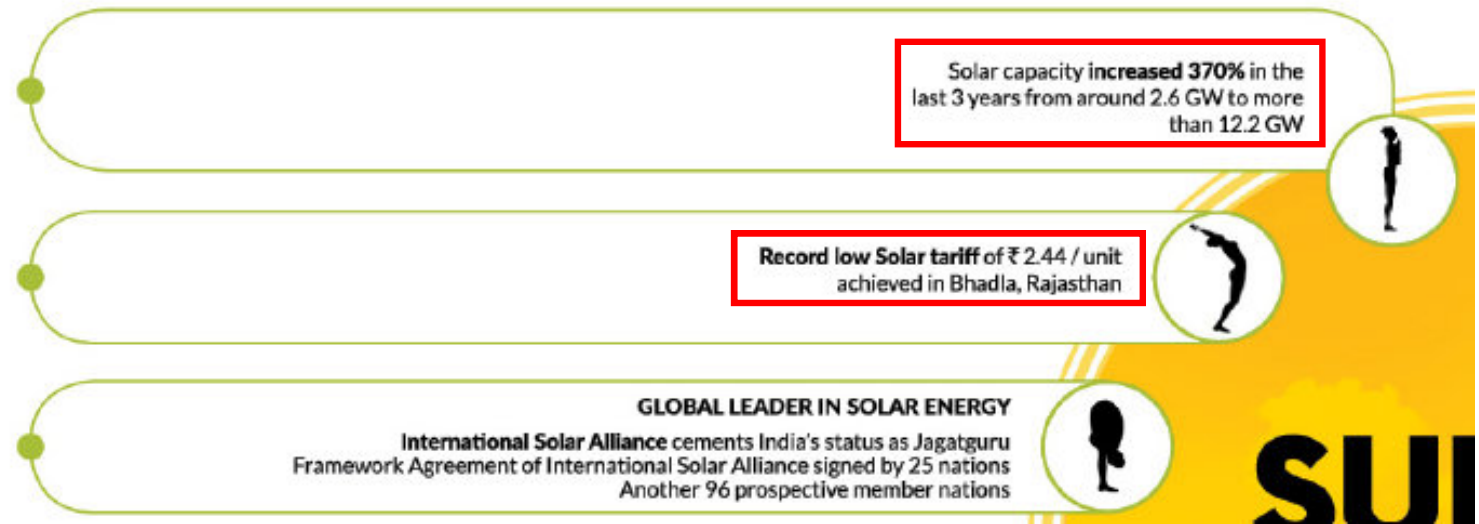 Solar capacity increased 370% in the
last 3 years from around 2.6 GW to more
than 12.2 GW
Record low Solar tariff of ₹ 2.44 / unit
achieved in Bhadla, Rajasthan
GLOBAL LEADER IN SOLAR ENERGY
International Solar Alliance cements India's status as Jagatguru
Framework Agreement of International Solar Alliance signed by 25 nations
Another 96 prospective member nations